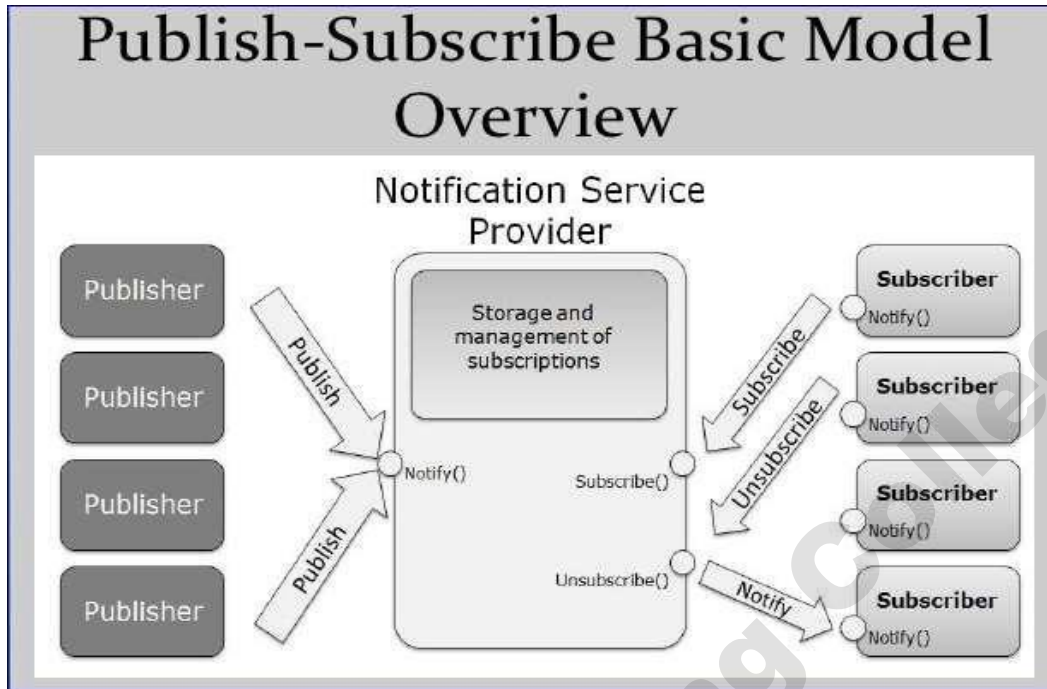 Publish-Subscribe Basic Model
Overview
Notification Service
Provider
Publisher
Publisher
Publisher
Publisher
Publish
Publish
Storage and
management of
subscriptions
Notify()
Subscribe()
Unsubscribe()
Subscribe
Unsubscribe
Notify
Subscriber
Notify()
Subscriber
Notify()
Subscriber
Notify()
Subscriber
Notify()